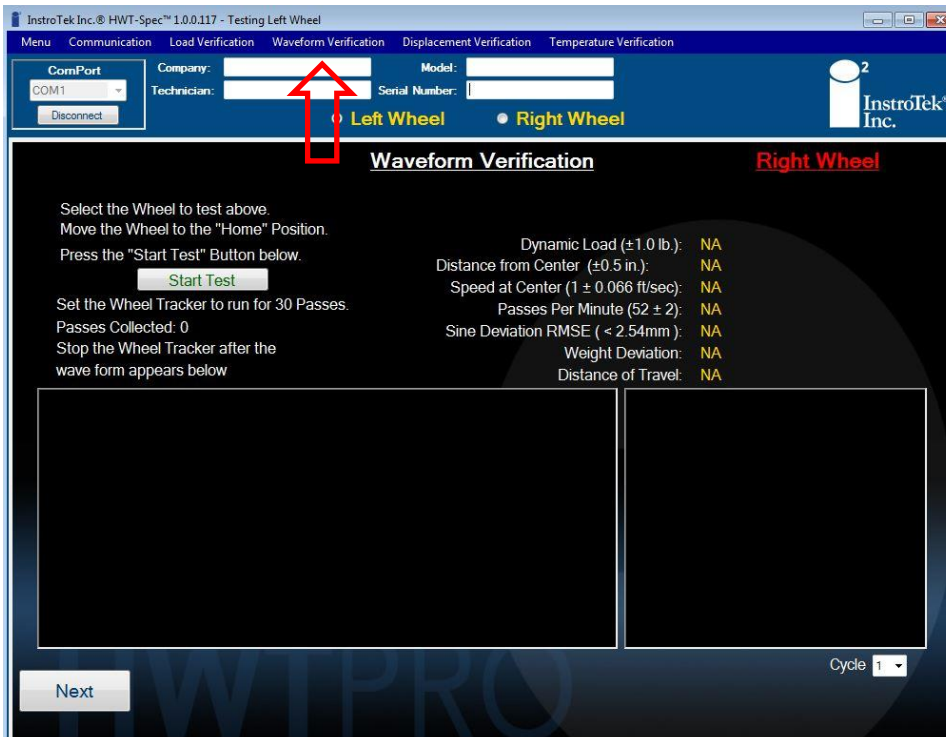 InstroTek Inc.® HWT-Spec™ 1.0.0.117 - Testing Left Wheel
Menu Communication Load Verification Waveform Verification Displacement Verification Temperature Verification
ComPort
COM1
Disconnect
Company:
Technician:
Model:
Serial Number:
Left Wheel Right Wheel
2
InstroTek®
Inc.
Waveform Verification
Right Wheel
Select the Wheel to test above.
Move the Wheel to the "Home" Position.
Press the "Start Test" Button below.
Start Test
Set the Wheel Tracker to run for 30 Passes.
Passes Collected: 0
Stop the Wheel Tracker after the
wave form appears below
Dynamic Load (±1.0 lb.): NA
Distance from Center (±0.5 in.): NA
Speed at Center (1 ± 0.066 ft/sec): NA
Passes Per Minute (52 ± 2): NA
Sine Deviation RMSE ( < 2.54mm ): NA
Weight Deviation: NA
Distance of Travel: NA
Cycle 1
Next
HWTPRO